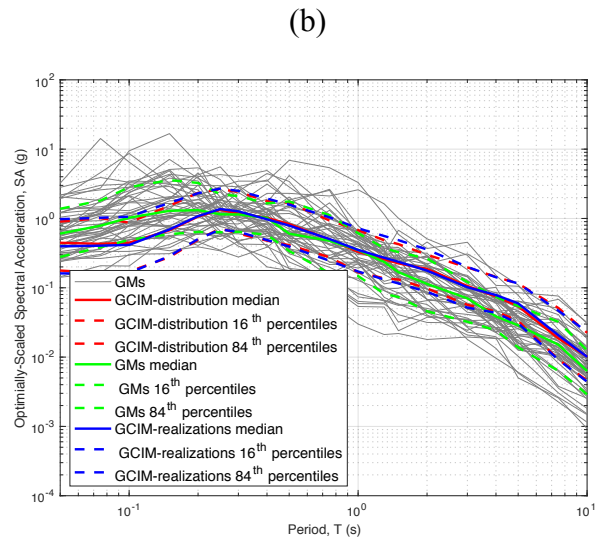 (b)
Optimially-Scaled Spectral Acceleration, SA (g)
10^2
10^1
10^0
10^-1
10^-2
10^-3
10^-4
GMs
GCIM-distribution median
GCIM-distribution 16^th percentiles
GCIM-distribution 84^th percentiles
GMs median
GMs 16^th percentiles
GMs 84^th percentiles
GCIM-realizations median
GCIM-realizations 16^th percentiles
GCIM-realizations 84^th percentiles
10^-1 10^0 10^1
Period, T (s)